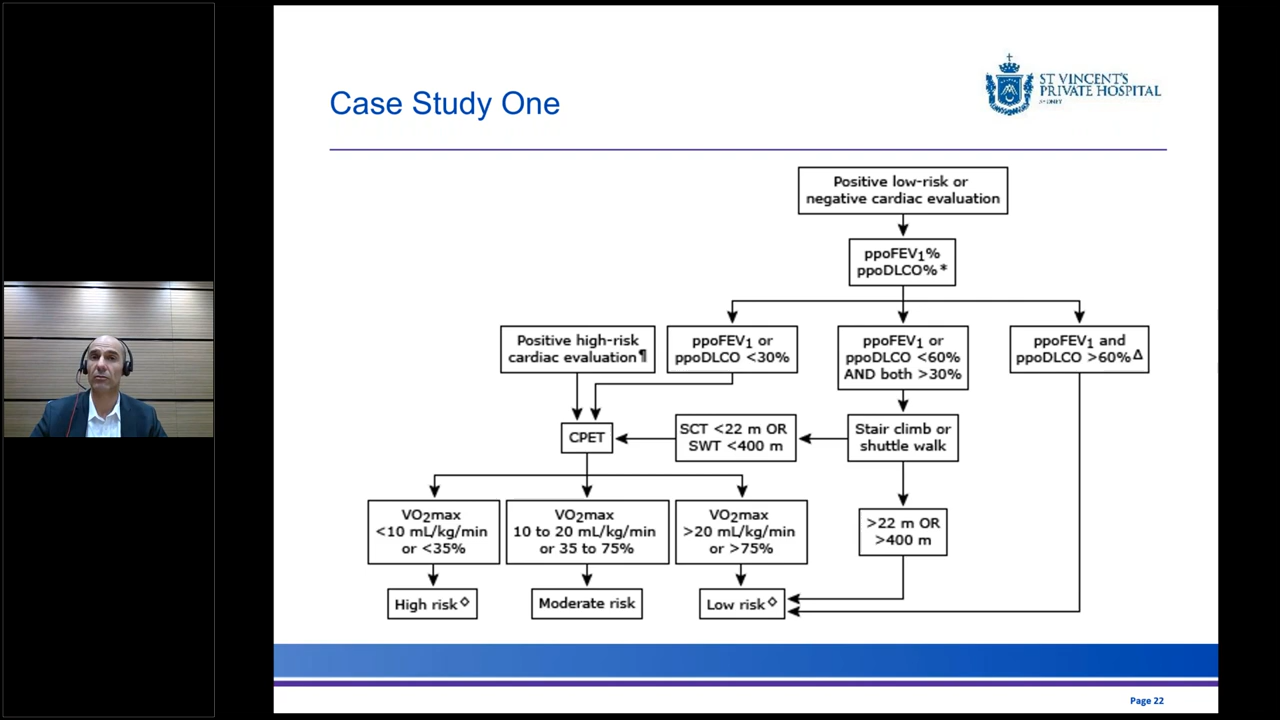 Case Study One
ST VINCENT'S
PRIVATE HOSPITAL
SYDNEY
Positive low-risk or
negative cardiac evaluation
ppoFEV₁%
ppoDLCO%*
Positive high-risk
cardiac evaluation¶
ppoFEV₁ or
ppoDLCO <30%
ppoFEV₁ or
ppoDLCO <60%
AND both >30%
ppoFEV₁ and
ppoDLCO >60%Δ
CPET
SCT <22 m OR
SWT <400 m
Stair climb or
shuttle walk
VO₂max
<10 mL/kg/min
or <35%
VO₂max
10 to 20 mL/kg/min
or 35 to 75%
VO₂max
>20 mL/kg/min
or >75%
>22 m OR
>400 m
High risk◇
Moderate risk
Low risk◇
Page 22